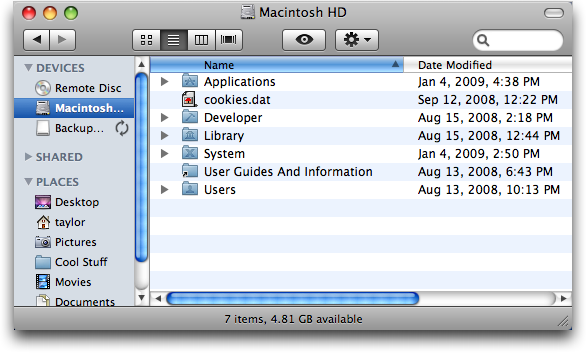 Macintosh HD
Name Date Modified
DEVICES
Remote Disc
Macintosh...
Backup...
SHARED
PLACES
Desktop
taylor
Pictures
Cool Stuff
Movies
Documents
Applications Jan 4, 2009, 4:38 PM
cookies.dat Sep 12, 2008, 12:22 PM
Developer Aug 15, 2008, 2:18 PM
Library Aug 15, 2008, 12:44 PM
System Jan 4, 2009, 2:50 PM
User Guides And Information Aug 13, 2008, 6:43 PM
Users Aug 13, 2008, 10:13 PM
7 items, 4.81 GB available